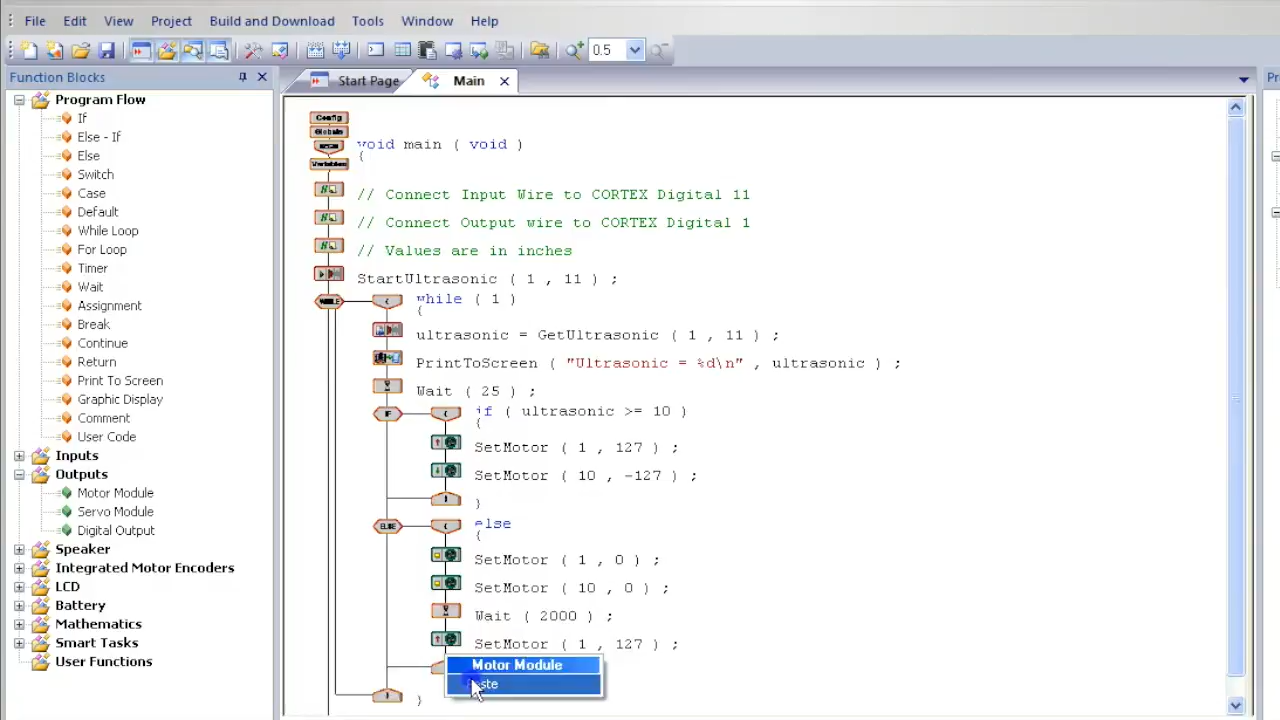 File Edit View Project Build and Download Tools Window Help
0.5
Function Blocks
Start Page
Main
Program Flow
If
Else - If
Else
Switch
Case
Default
While Loop
For Loop
Timer
Wait
Assignment
Break
Continue
Return
Print To Screen
Graphic Display
Comment
User Code
Inputs
Outputs
Motor Module
Servo Module
Digital Output
Speaker
Integrated Motor Encoders
LCD
Battery
Mathematics
Smart Tasks
User Functions
Config
Globals
void main ( void )
Variables
{
// Connect Input Wire to CORTEX Digital 11
// Connect Output wire to CORTEX Digital 1
// Values are in inches
StartUltrasonic ( 1 , 11 ) ;
WHILE
{
while ( 1 )
{
ultrasonic = GetUltrasonic ( 1 , 11 ) ;
PrintToScreen ( "Ultrasonic = %d\n" , ultrasonic ) ;
Wait ( 25 ) ;
IF
{
if ( ultrasonic >= 10 )
{
SetMotor ( 1 , 127 ) ;
SetMotor ( 10 , -127 ) ;
}
ELSE
{
else
{
SetMotor ( 1 , 0 ) ;
SetMotor ( 10 , 0 ) ;
Wait ( 2000 ) ;
SetMotor ( 1 , 127 ) ;
Motor Module
}